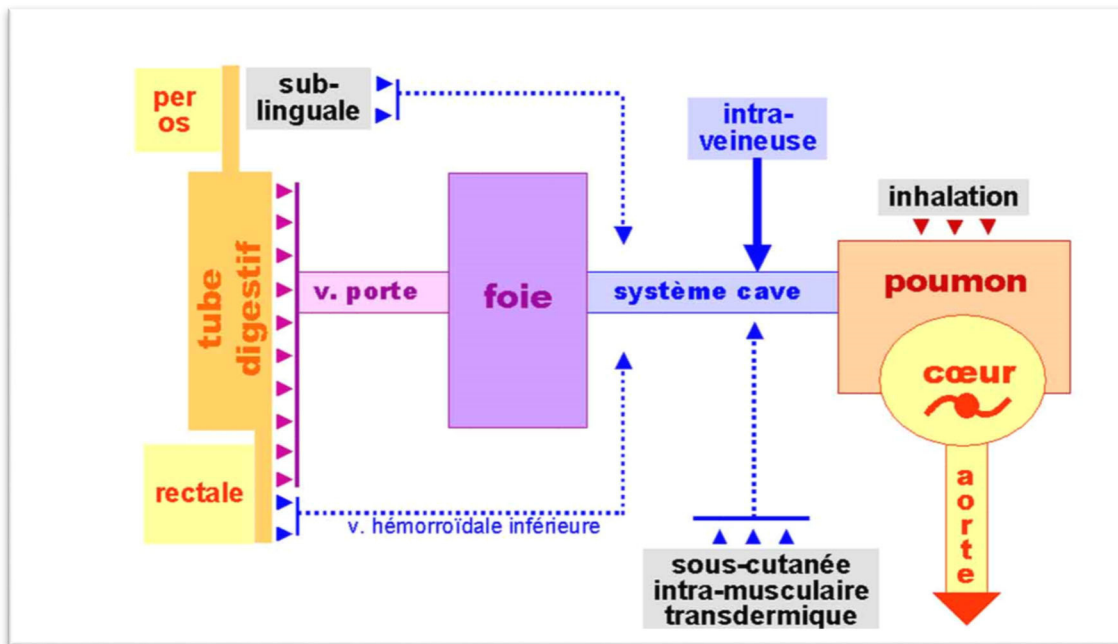 per
os
sub-
linguale
intra-
veineuse
inhalation
tube
digestif
v. porte
foie
système cave
poumon
cœur
rectale
v. hémorroïdale inférieure
sous-cutanée
intra-musculaire
transdermique
aorte